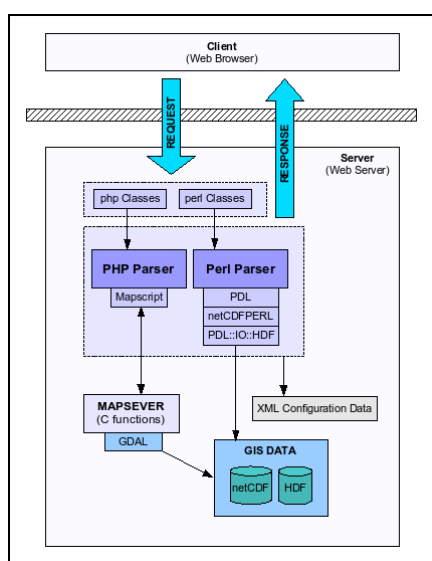 Client
(Web Browser)
REQUEST
RESPONSE
Server
(Web Server)
php Classes
perl Classes
PHP Parser
Perl Parser
Mapscript
PDL
netCDFPERL
PDL::IO::HDF
MAPSEVER
(C functions)
GDAL
XML Configuration Data
GIS DATA
netCDF
HDF